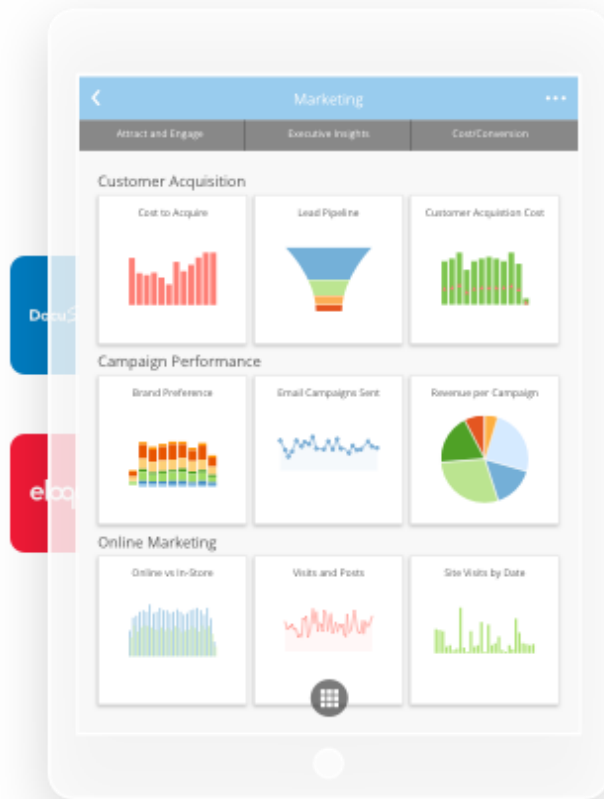 Marketing
Attract and Engage
Executive Insights
Cost/Conversion
Customer Acquisition
Cost to Acquire
Lead Pipeline
Customer Acquistion Cost
Campaign Performance
Brand Preference
Email Campaigns Sent
Revenue per Campaign
Online Marketing
Online vs In-Store
Visits and Posts
Site Visits by Date